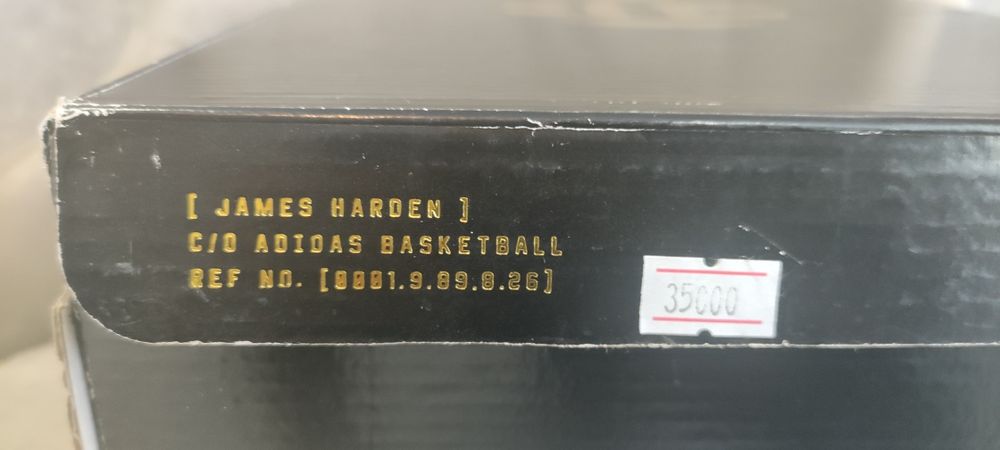 [ JAMES HARDEN ]
C/O ADIDAS BASKETBALL
REF NO. [0001.9.89.8.26]
35000